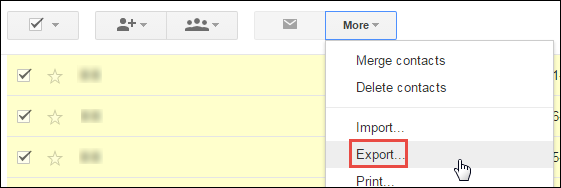 More
Merge contacts
Delete contacts
Import...
Export...
Print...